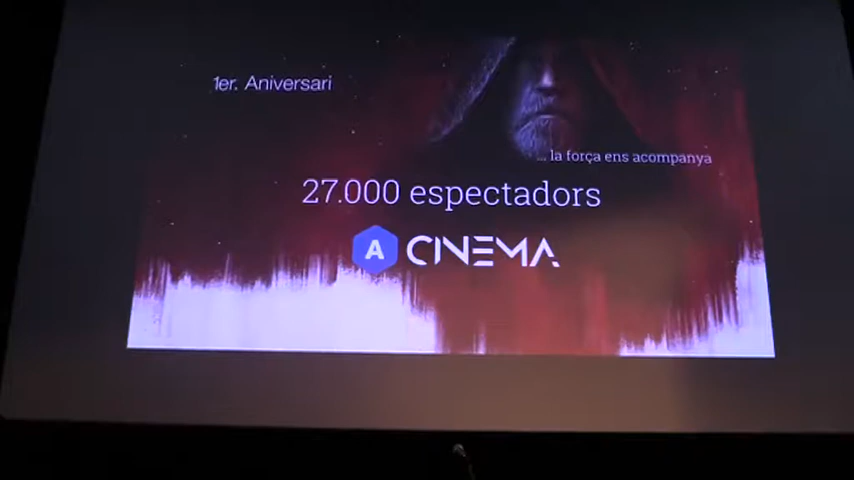 1er. Aniversari
... la força ens acompanya
27.000 espectadors
A CINEMA